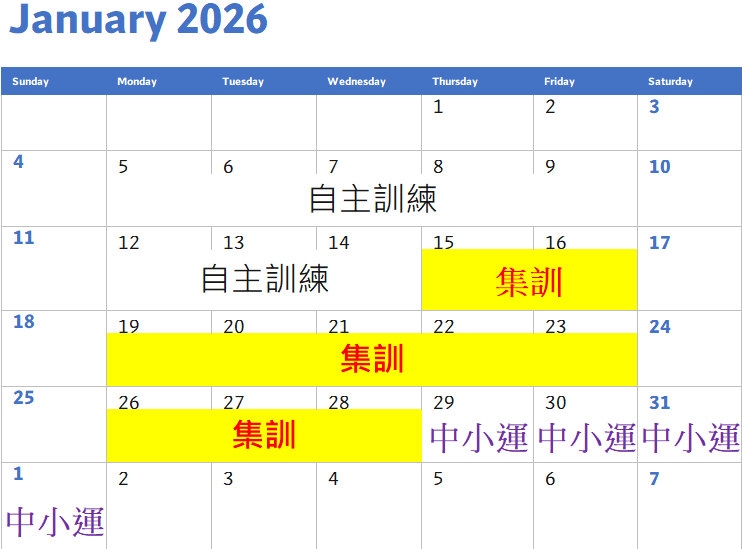 January 2026
Sunday Monday Tuesday Wednesday Thursday Friday Saturday
1 2 3
4 5 6 7 8 9 10
自主訓練
11 12 13 14 15 16 17
自主訓練 集訓
18 19 20 21 22 23 24
集訓
25 26 27 28 29 30 31
集訓 中小運 中小運 中小運
1 2 3 4 5 6 7
中小運